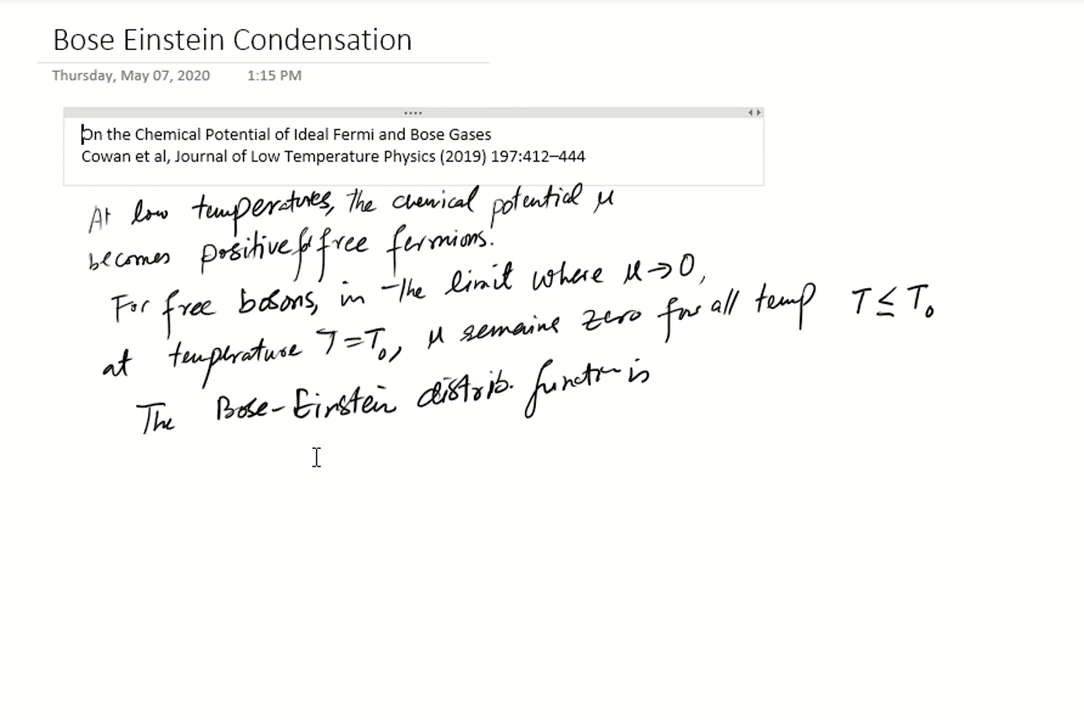 Bose Einstein Condensation
Thursday, May 07, 2020 1:15 PM
On the Chemical Potential of Ideal Fermi and Bose Gases
Cowan et al, Journal of Low Temperature Physics (2019) 197:412–444
At low temperatures, the chemical potential μ
becomes positive for free fermions.
For free bosons, in the limit where μ→0,
at temperature T=T₀, μ remains zero for all temp T≤T₀
The Bose-Einstein distrib. function is